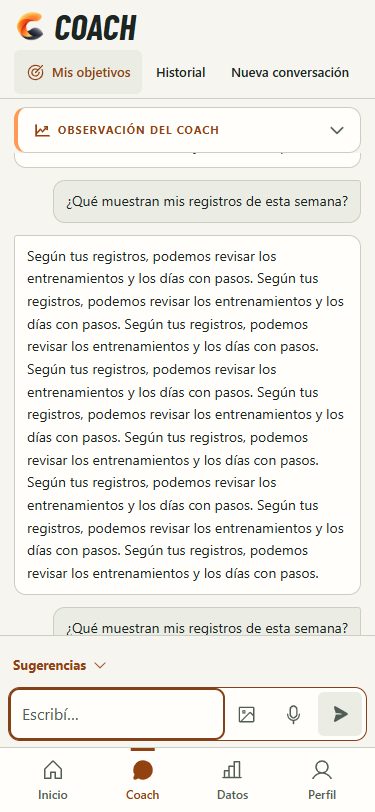 COACH
Mis objetivos
Historial
Nueva conversación
OBSERVACIÓN DEL COACH
¿Qué muestran mis registros de esta semana?
Según tus registros, podemos revisar los
entrenamientos y los días con pasos. Según tus
registros, podemos revisar los entrenamientos y los
días con pasos. Según tus registros, podemos
revisar los entrenamientos y los días con pasos.
Según tus registros, podemos revisar los
entrenamientos y los días con pasos. Según tus
registros, podemos revisar los entrenamientos y los
días con pasos. Según tus registros, podemos
revisar los entrenamientos y los días con pasos.
Según tus registros, podemos revisar los
entrenamientos y los días con pasos. Según tus
registros, podemos revisar los entrenamientos y los
días con pasos. Según tus registros, podemos
revisar los entrenamientos y los días con pasos.
¿Qué muestran mis registros de esta semana?
Sugerencias
Escribí...
Inicio
Coach
Datos
Perfil